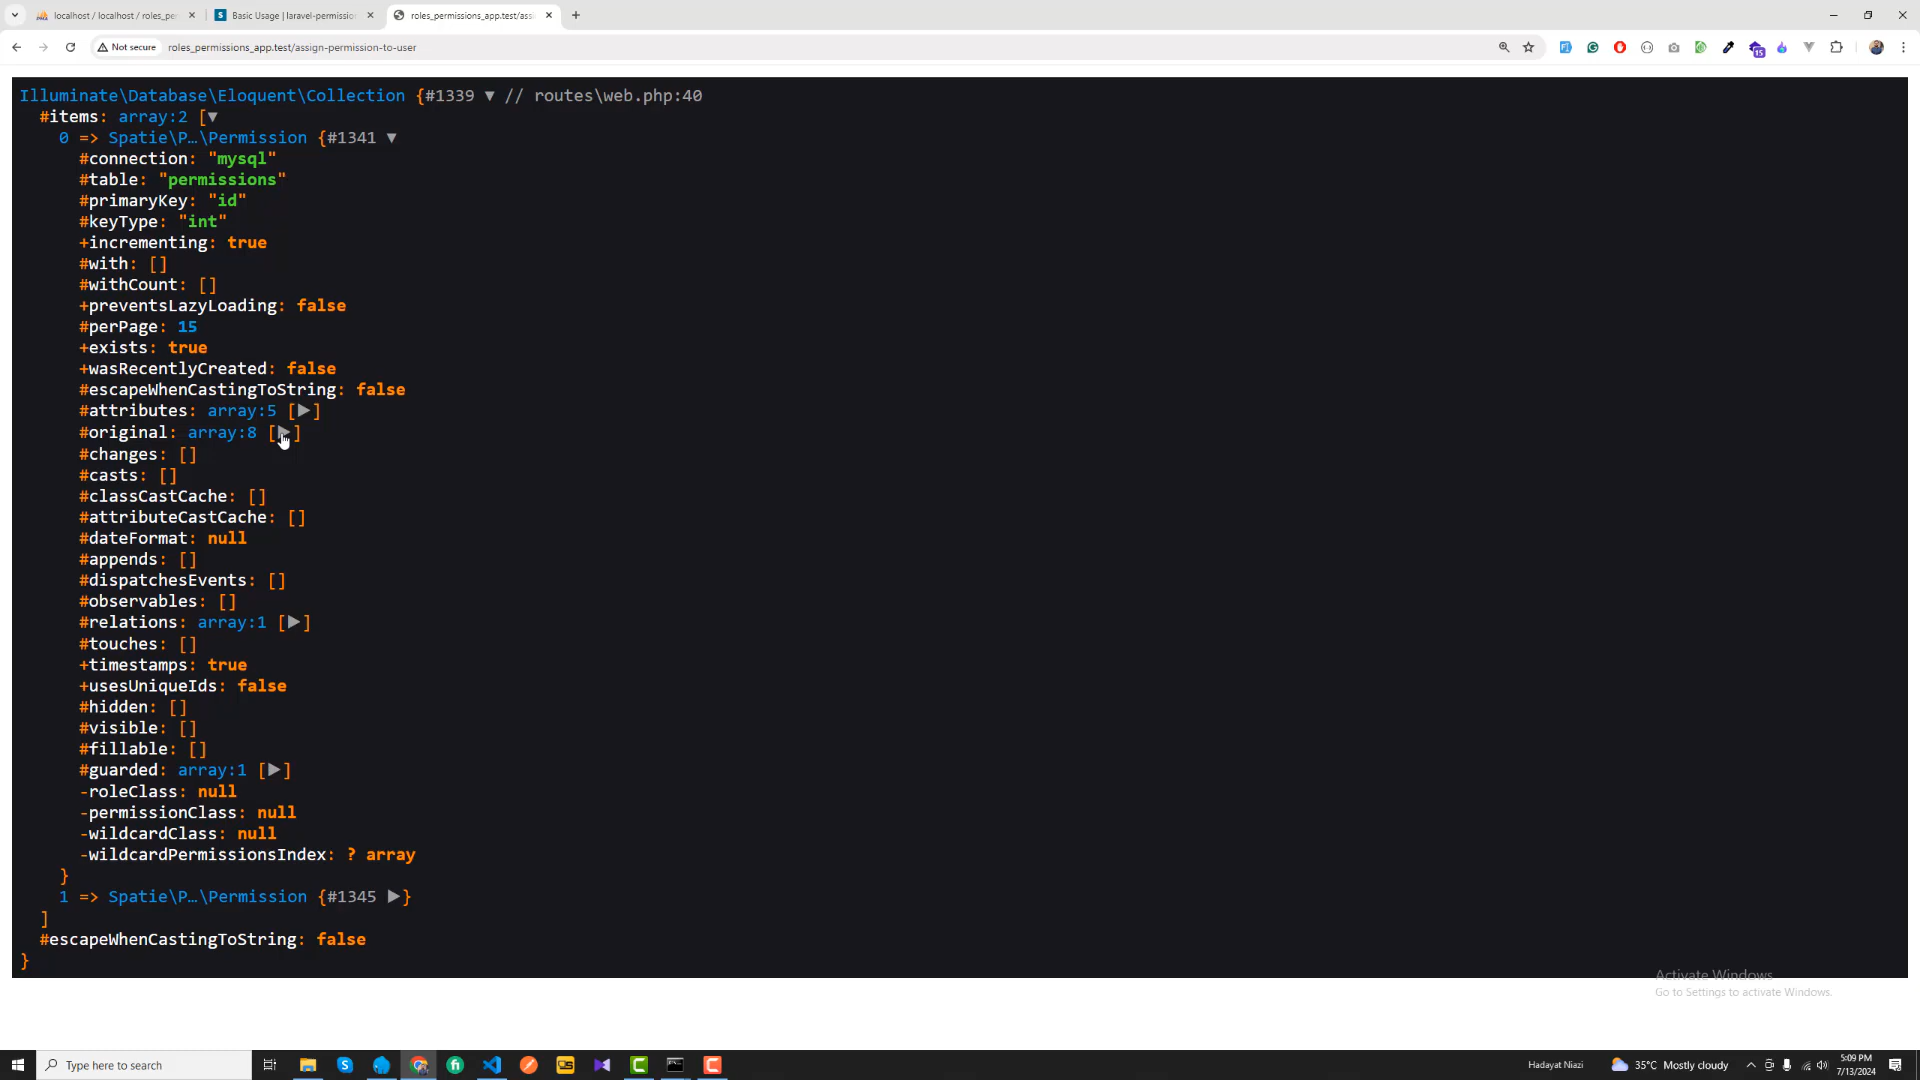 localhost / localhost / roles_pe
Basic Usage | laravel-permissio
roles_permissions_app.test/ass
Not secure
roles_permissions_app.test/assign-permission-to-user
15
Illuminate\Database\Eloquent\Collection {#1339 ▼ // routes\web.php:40
#items: array:2 [▼
0 => Spatie\P…\Permission {#1341 ▼
#connection: "mysql"
#table: "permissions"
#primaryKey: "id"
#keyType: "int"
+incrementing: true
#with: []
#withCount: []
+preventsLazyLoading: false
#perPage: 15
+exists: true
+wasRecentlyCreated: false
#escapeWhenCastingToString: false
#attributes: array:5 [▶]
#original: array:8 [▶]
#changes: []
#casts: []
#classCastCache: []
#attributeCastCache: []
#dateFormat: null
#appends: []
#dispatchesEvents: []
#observables: []
#relations: array:1 [▶]
#touches: []
+timestamps: true
+usesUniqueIds: false
#hidden: []
#visible: []
#fillable: []
#guarded: array:1 [▶]
-roleClass: null
-permissionClass: null
-wildcardClass: null
-wildcardPermissionsIndex: ? array
}
1 => Spatie\P…\Permission {#1345 ▶}
]
#escapeWhenCastingToString: false
}
Activate Windows
Go to Settings to activate Windows.
Type here to search
Hadayat Niazi
35°C Mostly cloudy
5:09 PM
7/13/2024